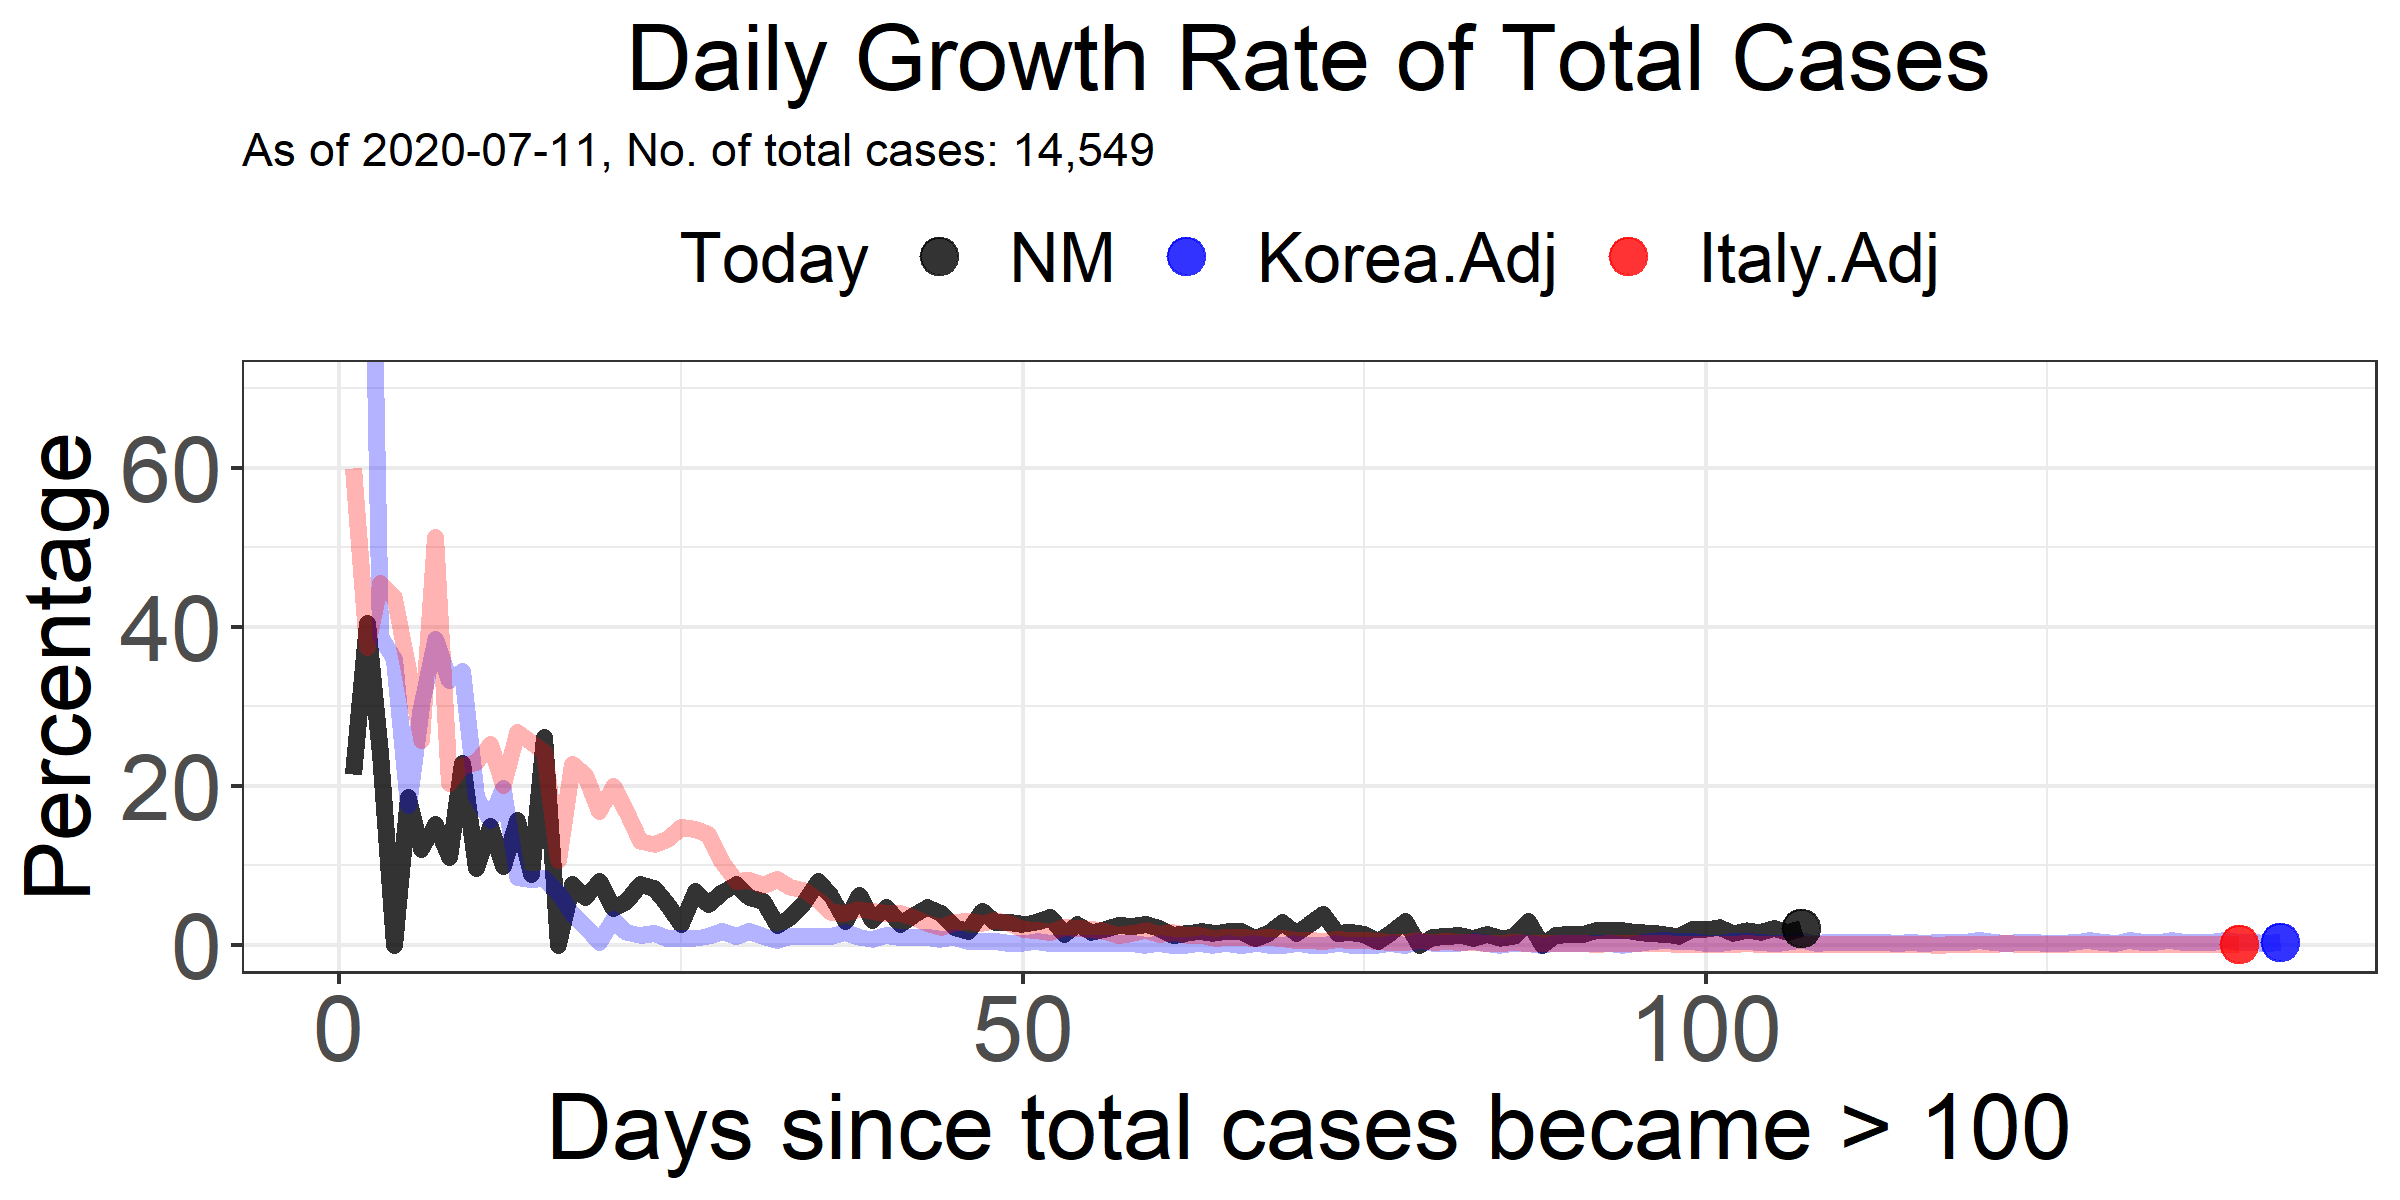 Daily Growth Rate of Total Cases
As of 2020-07-11, No. of total cases: 14,549
Today NM Korea.Adj Italy.Adj
Percentage
60
40
20
0
0 50 100
Days since total cases became > 100